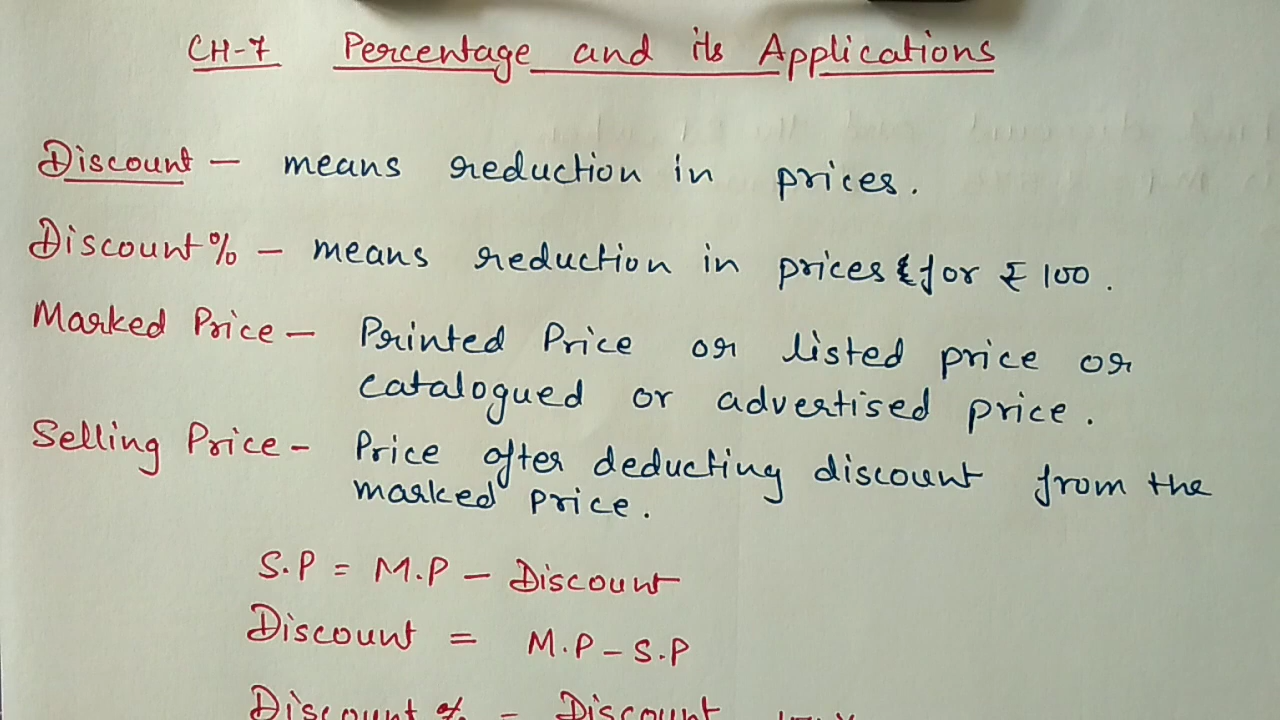 CH-7 Percentage and its Applications
Discount — means reduction in prices.
Discount % — means reduction in prices for ₹ 100.
Marked Price — Printed Price or listed price or
catalogued or advertised price.
Selling Price - Price after deducting discount from the
marked price.
S.P = M.P — Discount
Discount = M.P - S.P
Discount % = Discount